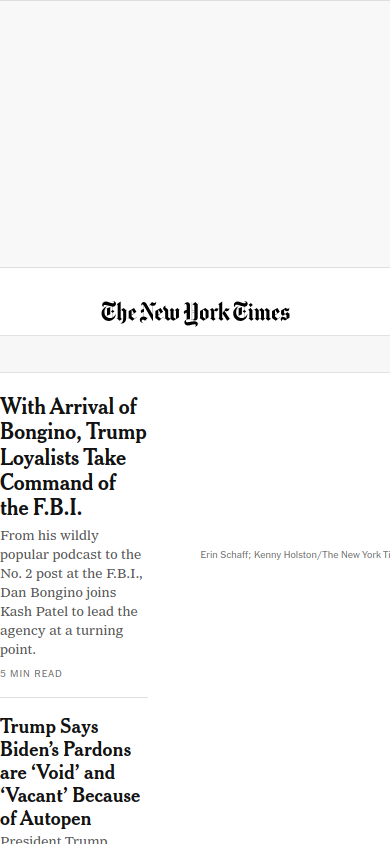 The New York Times
With Arrival of
Bongino, Trump
Loyalists Take
Command of
the F.B.I.
From his wildly
popular podcast to the
No. 2 post at the F.B.I.,
Dan Bongino joins
Kash Patel to lead the
agency at a turning
point.
5 MIN READ
Erin Schaff; Kenny Holston/The New York Ti
Trump Says
Biden’s Pardons
are ‘Void’ and
‘Vacant’ Because
of Autopen
President Trump